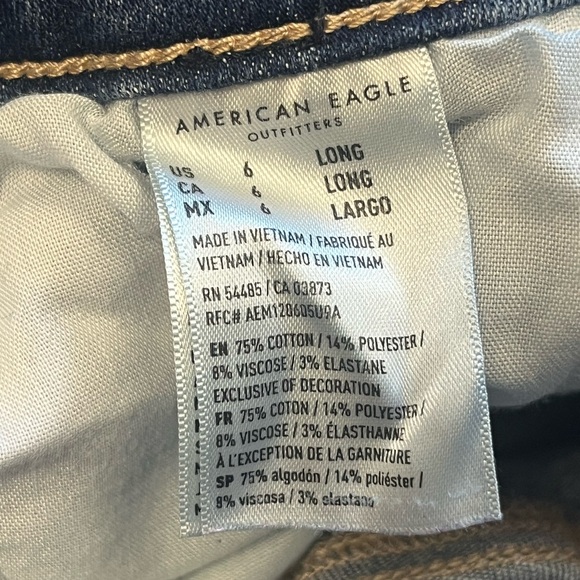 AMERICAN EAGLE
OUTFITTERS
US 6 LONG
CA 6 LONG
MX 6 LARGO
MADE IN VIETNAM / FABRIQUÉ AU
VIETNAM / HECHO EN VIETNAM
RN 54485 / CA 03873
RFC# AEM120605U9A
EN 75% COTTON / 14% POLYESTER /
8% VISCOSE / 3% ELASTANE
EXCLUSIVE OF DECORATION
FR 75% COTON / 14% POLYESTER /
8% VISCOSE / 3% ÉLASTHANNE
À L'EXCEPTION DE LA GARNITURE
SP 75% algodón / 14% poliéster /
8% viscosa / 3% elastano